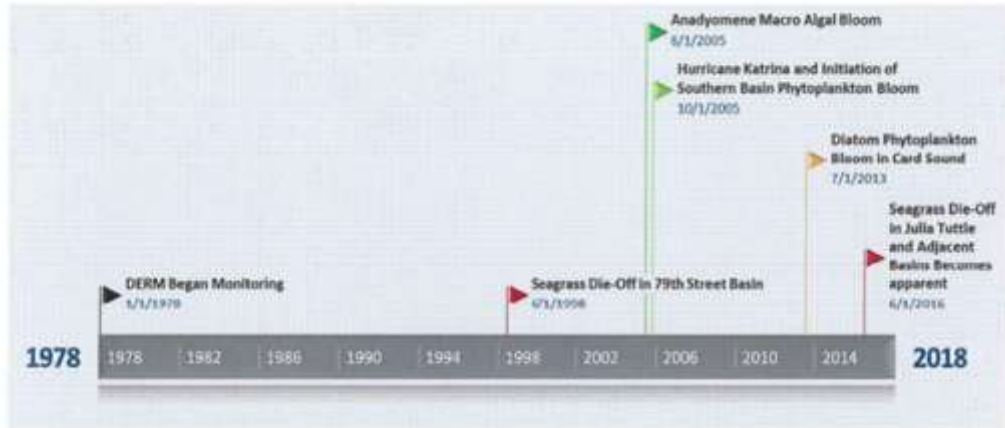 Anadyomene Macro Algal Bloom
6/1/2005
Hurricane Katrina and Initiation of
Southern Basin Phytoplankton Bloom
10/1/2005
Diatom Phytoplankton
Bloom in Card Sound
7/1/2013
Seagrass Die-Off
in Julia Tuttle
and Adjacent
Basins Becomes
apparent
6/1/2016
DERM Began Monitoring
1/1/1978
Seagrass Die-Off in 79th Street Basin
6/1/1998
1978
1978 1982 1986 1990 1994 1998 2002 2006 2010 2014
2018